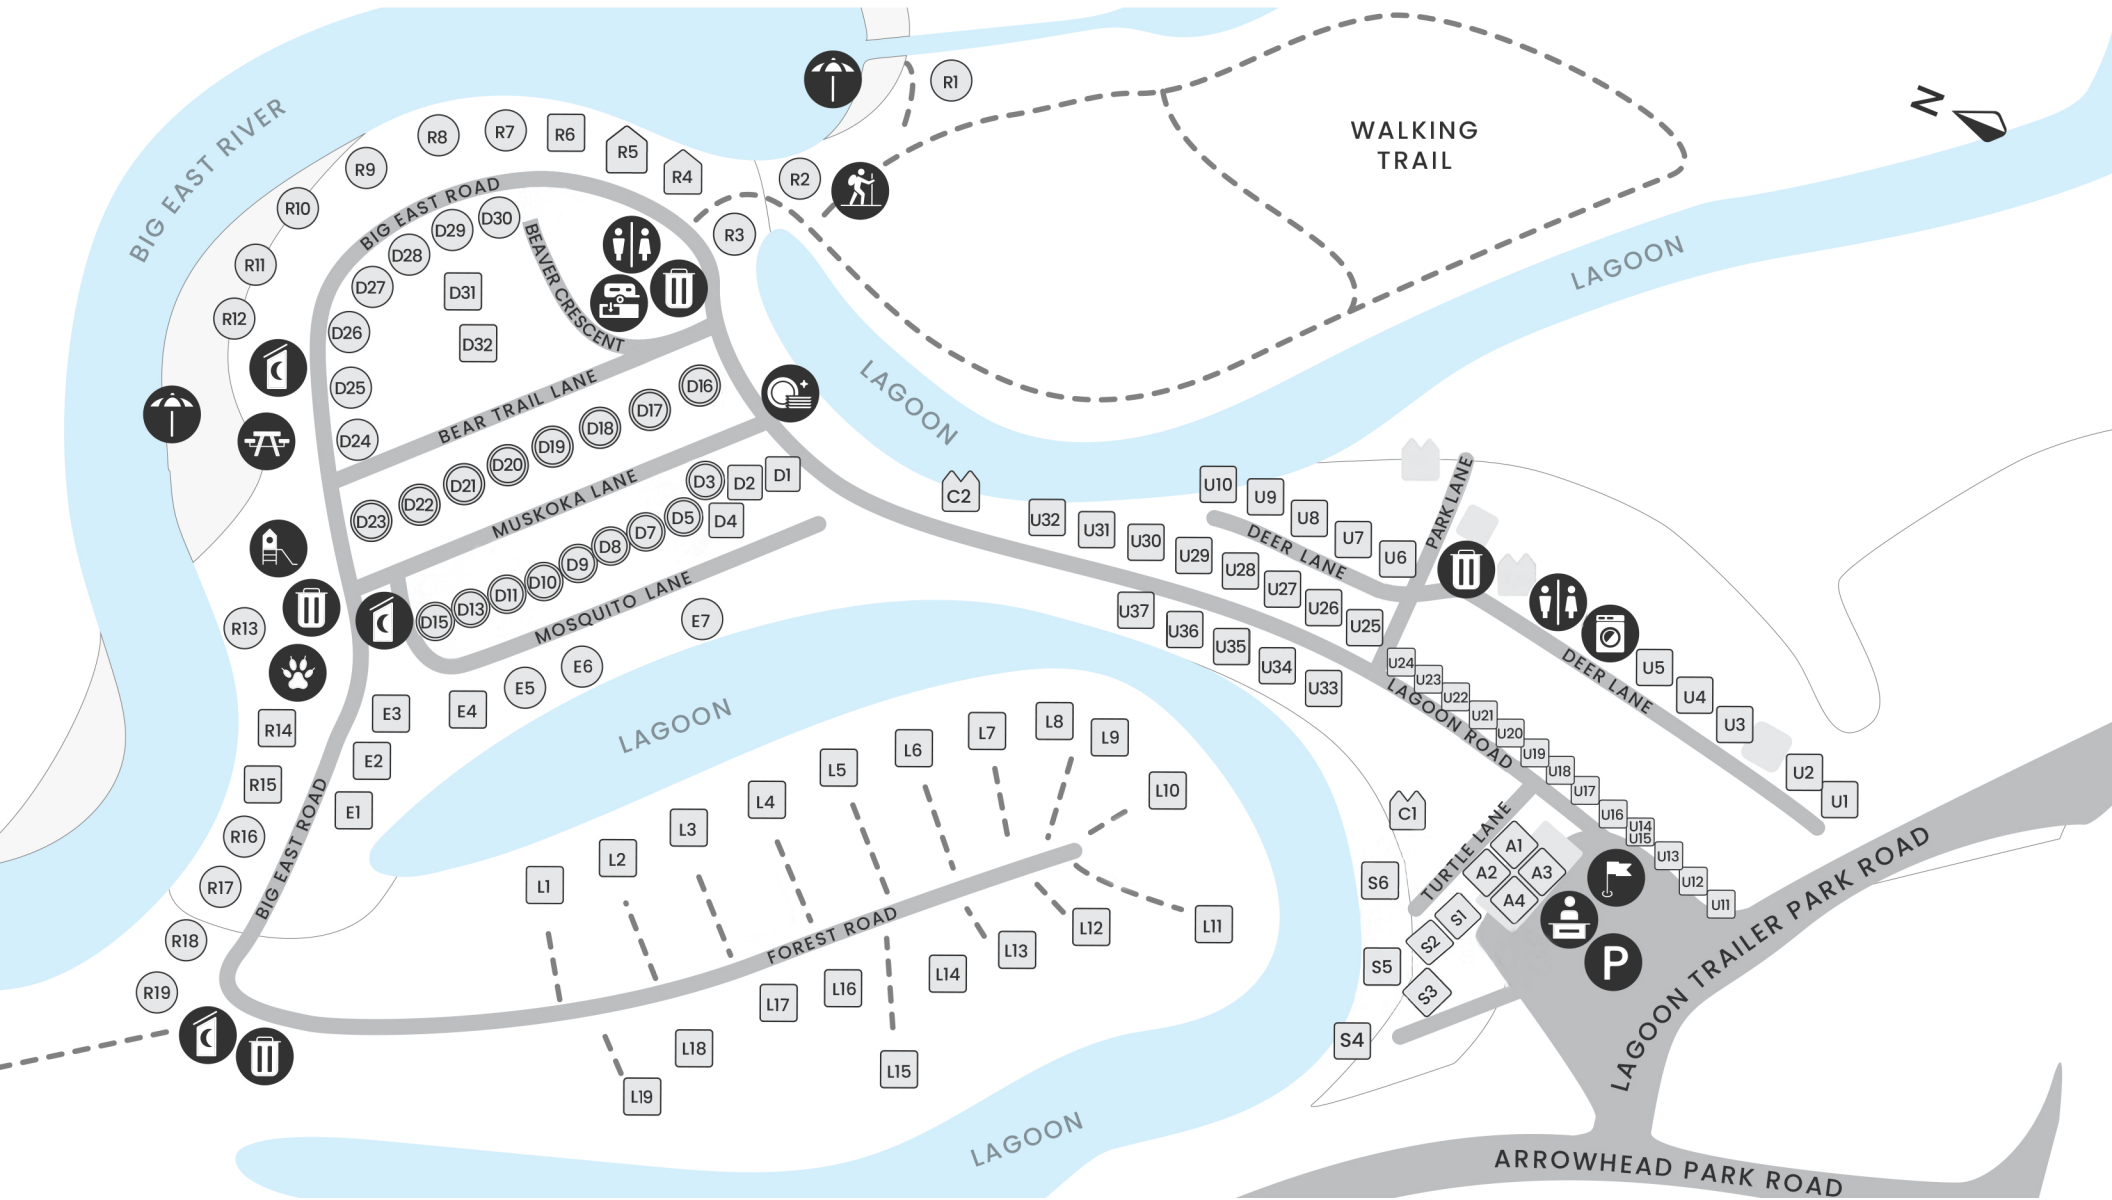 R1
WALKING
TRAIL
N
BIG EAST RIVER
R8
R7
R6
R5
R4
R2
R9
R3
R10
R11
R12
BIG EAST ROAD
D30
D29
D28
D27
D26
D25
D24
D31
D32
BEAVER CRESCENT
LAGOON
LAGOON
BEAR TRAIL LANE
D16
D17
D18
D19
D20
D21
D22
D23
MUSKOKA LANE
D3
D2
D1
D5
D4
D7
D8
D9
D10
D11
D13
D15
MOSQUITO LANE
E7
E6
E5
E4
E3
E2
E1
R13
R14
R15
R16
R17
R18
R19
BIG EAST ROAD
C2
U32
U31
U30
U29
U28
U27
U26
U25
U10
U9
U8
U7
U6
DEER LANE
PARK LANE
U37
U36
U35
U34
U33
U24
U23
U22
U21
U20
U19
U18
U17
U16
U14
U15
U13
U12
U11
LAGOON ROAD
DEER LANE
U5
U4
U3
U2
U1
LAGOON
L1
L2
L3
L4
L5
L6
L7
L8
L9
L10
L11
L12
L13
L14
L15
L16
L17
L18
L19
FOREST ROAD
C1
TURTLE LANE
A1
A2
A3
A4
S1
S2
S3
S4
S5
S6
P
LAGOON TRAILER PARK ROAD
LAGOON
ARROWHEAD PARK ROAD